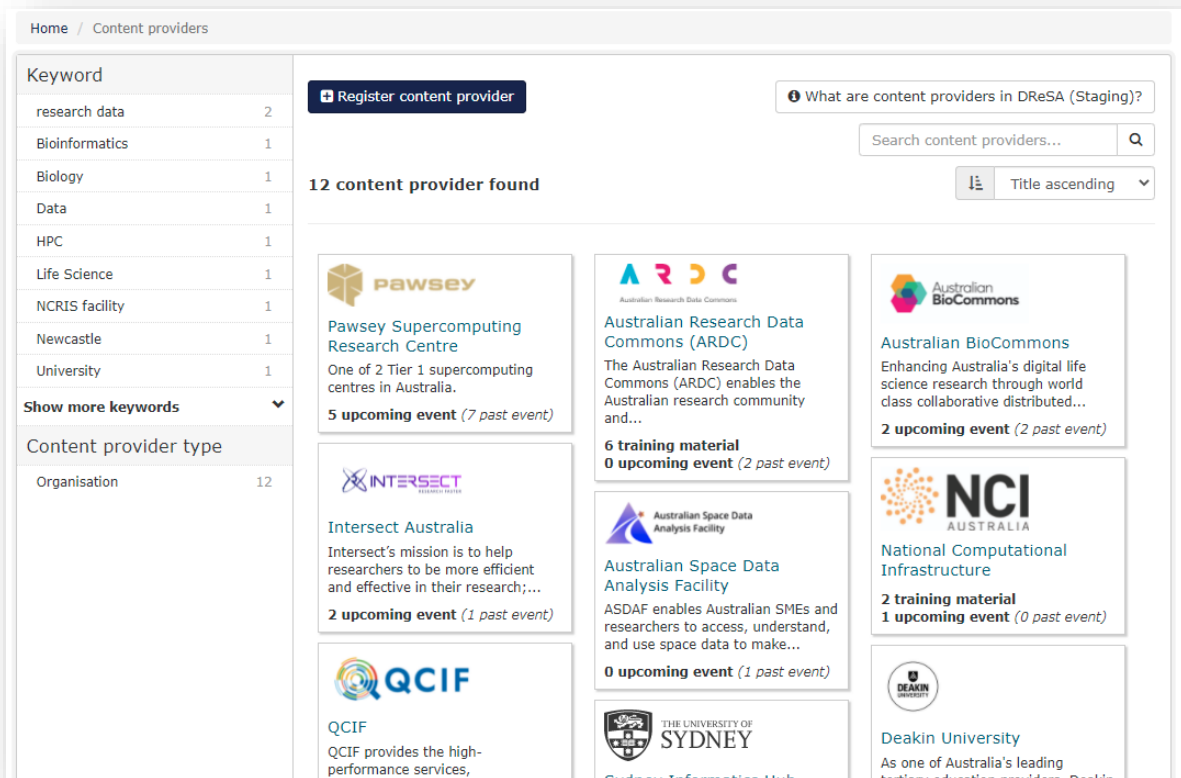 Home / Content providers
Keyword
research data 2
Bioinformatics 1
Biology 1
Data 1
HPC 1
Life Science 1
NCRIS facility 1
Newcastle 1
University 1
Show more keywords
Content provider type
Organisation 12
Register content provider
What are content providers in DReSA (Staging)?
Search content providers...
12 content provider found
Title ascending
PAWSEY
Pawsey Supercomputing
Research Centre
One of 2 Tier 1 supercomputing
centres in Australia.
5 upcoming event (7 past event)
INTERSECT
RESEARCH FASTER
Intersect Australia
Intersect's mission is to help
researchers to be more efficient
and effective in their research;...
2 upcoming event (1 past event)
QCIF
QCIF
QCIF provides the high-
performance services,
ARDC
Australian Research Data Commons
Australian Research Data
Commons (ARDC)
The Australian Research Data
Commons (ARDC) enables the
Australian research community
and...
6 training material
0 upcoming event (2 past event)
Australian Space Data
Analysis Facility
Australian Space Data
Analysis Facility
ASDAF enables Australian SMEs and
researchers to access, understand,
and use space data to make...
0 upcoming event (1 past event)
THE UNIVERSITY OF
SYDNEY
Sydney Informatics Hub
Australian
BioCommons
Australian BioCommons
Enhancing Australia's digital life
science research through world
class collaborative distributed...
2 upcoming event (2 past event)
NCI
AUSTRALIA
National Computational
Infrastructure
2 training material
1 upcoming event (0 past event)
DEAKIN
UNIVERSITY
Deakin University
As one of Australia's leading
tertiary education providers, Deakin